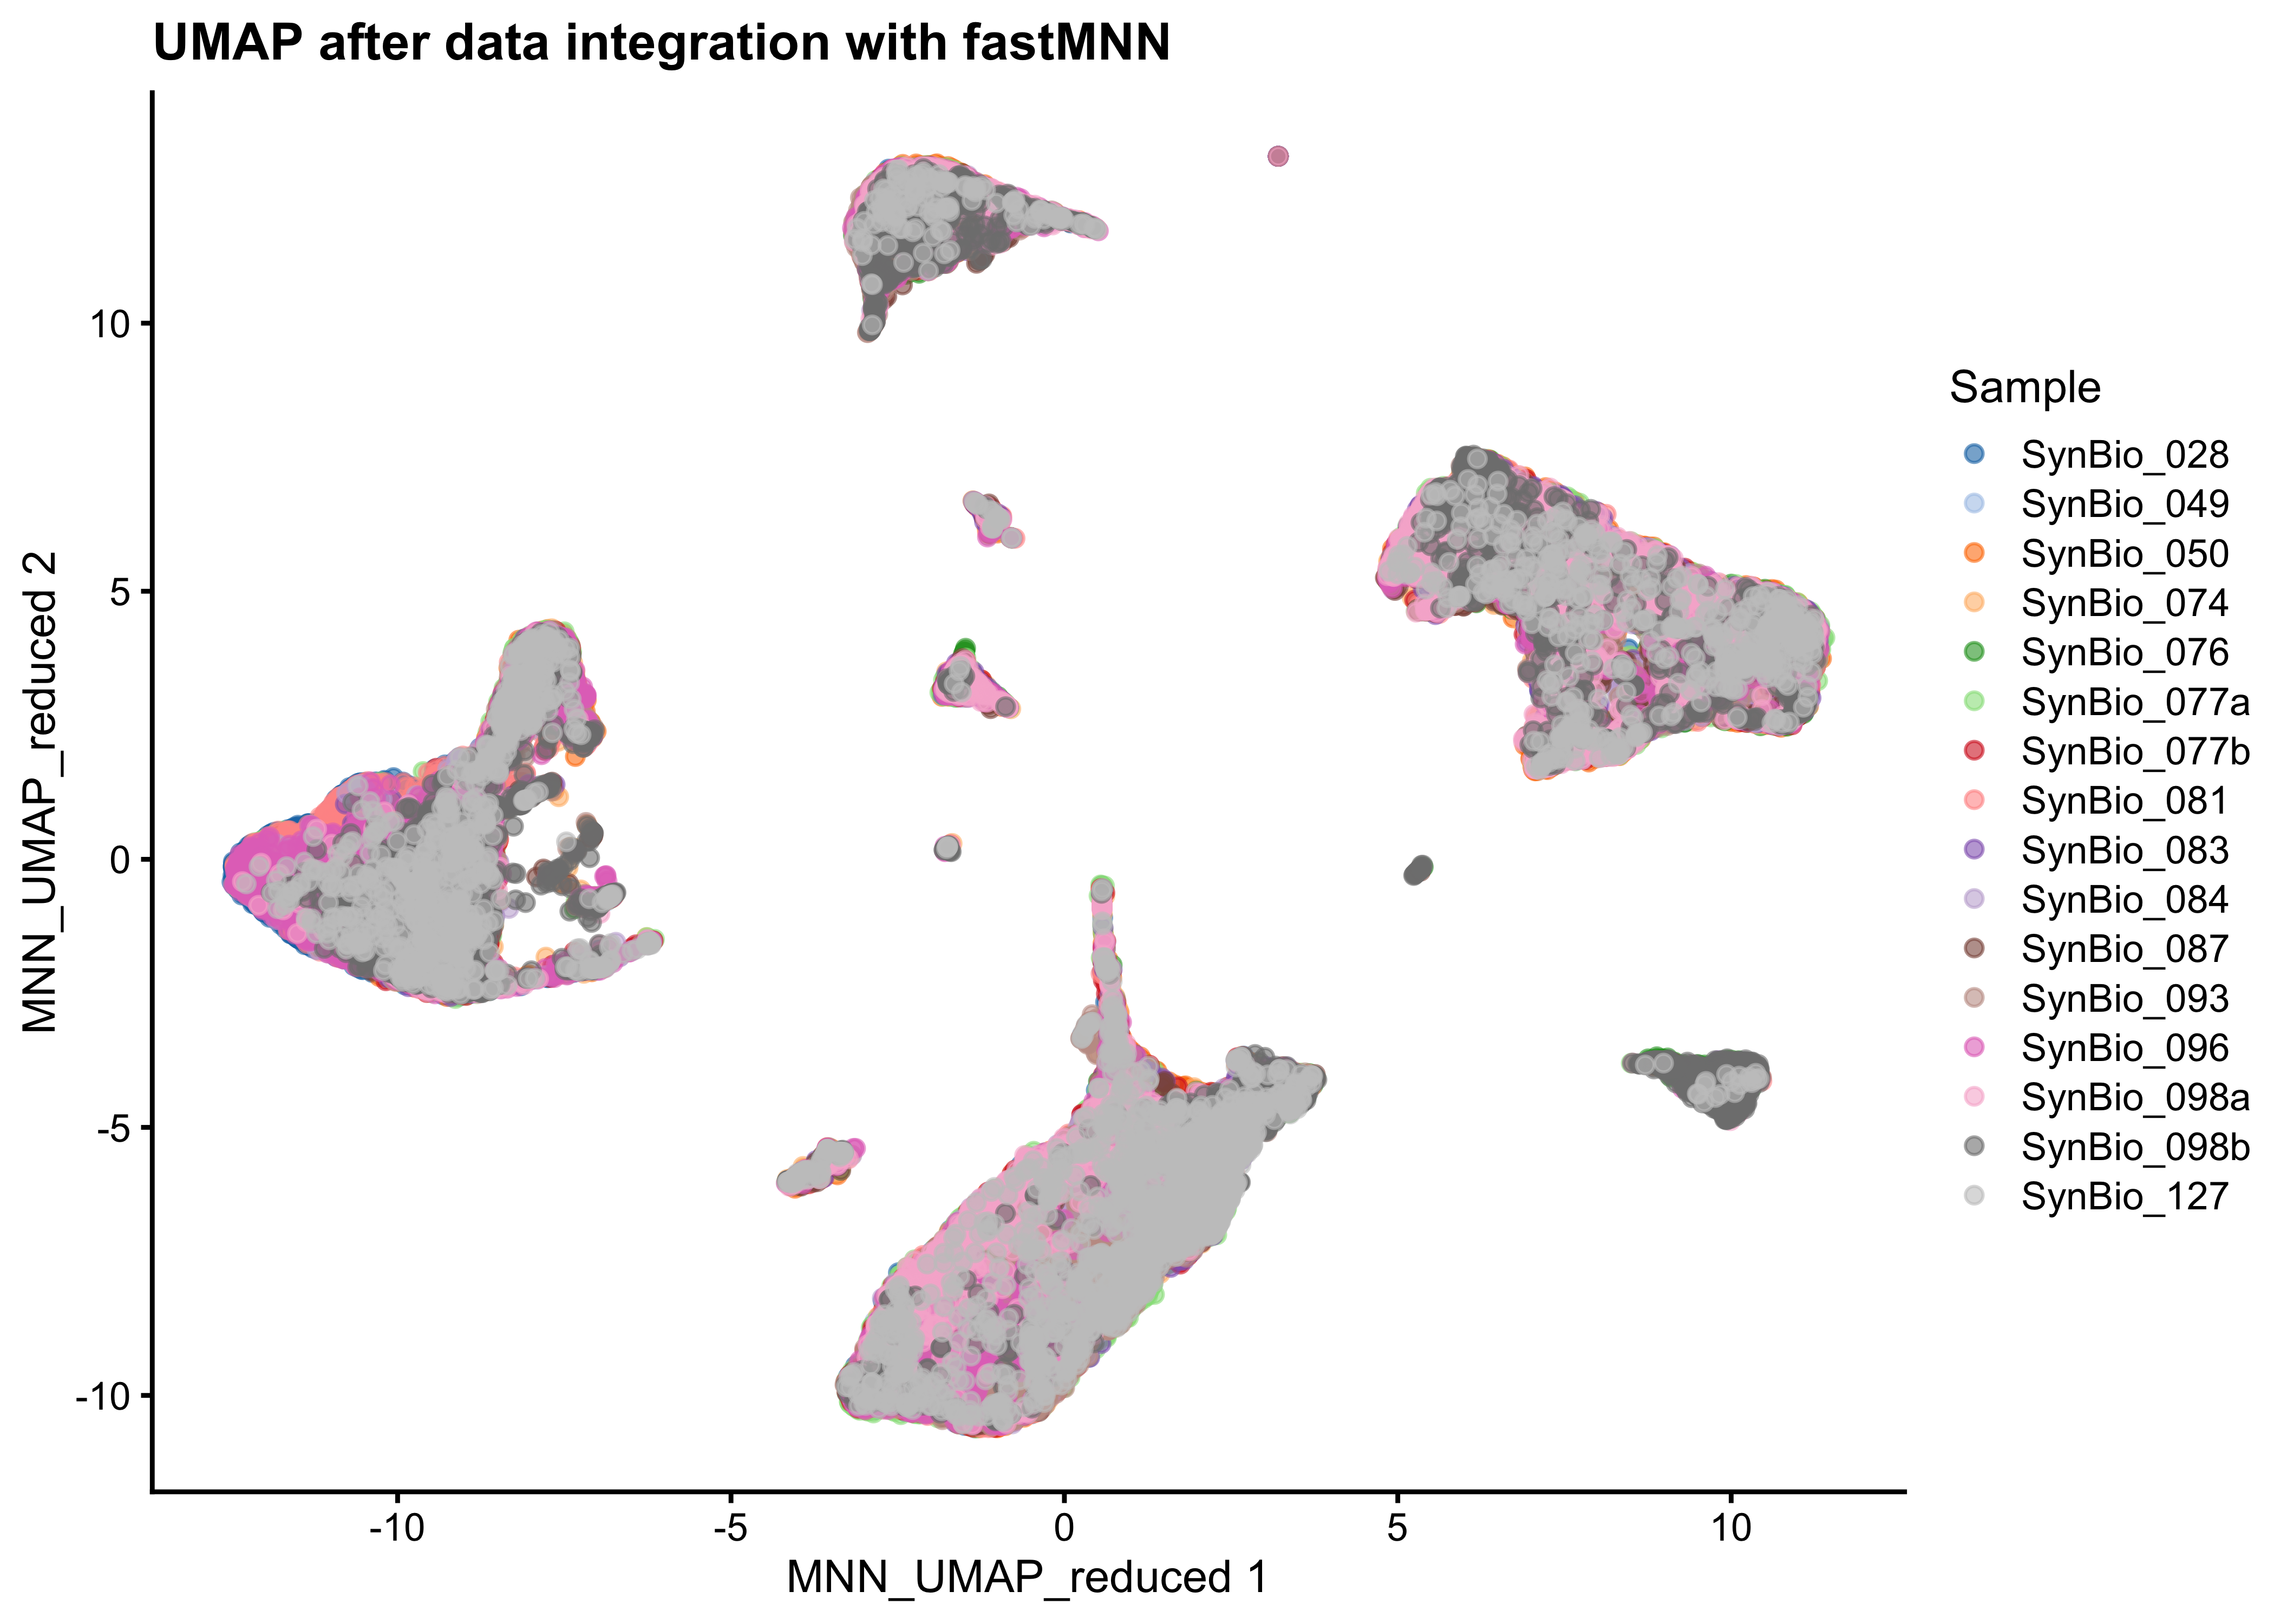 UMAP after data integration with fastMNN
MNN_UMAP_reduced 2
10
5
0
-5
-10
-10
-5
0
5
10
MNN_UMAP_reduced 1
Sample
SynBio_028
SynBio_049
SynBio_050
SynBio_074
SynBio_076
SynBio_077a
SynBio_077b
SynBio_081
SynBio_083
SynBio_084
SynBio_087
SynBio_093
SynBio_096
SynBio_098a
SynBio_098b
SynBio_127